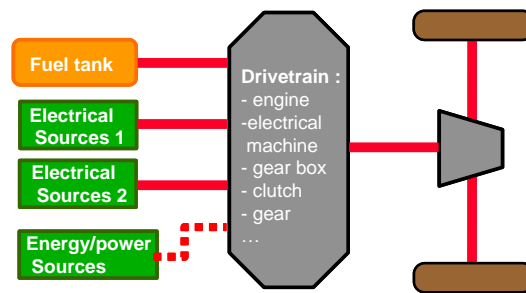 Fuel tank
Electrical
Sources 1
Electrical
Sources 2
Energy/power
Sources
Drivetrain :
- engine
-electrical
machine
- gear box
- clutch
- gear
…